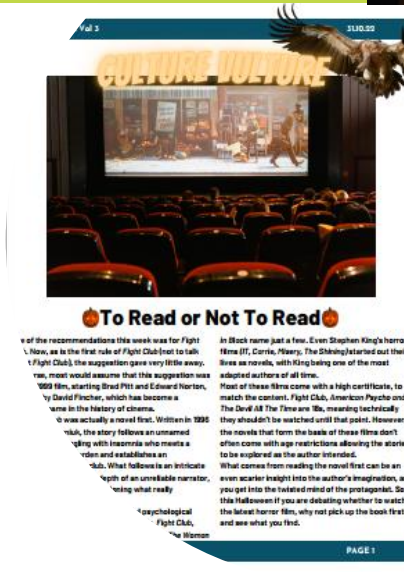 Vol 3
31.10.22
CULTURE VULTURE
To Read or Not To Read
of the recommendations this week was for Fight
. Now, as is the first rule of Fight Club (not to talk
t Fight Club), the suggestion gave very little away.
most would assume that this suggestion was
1999 film, starring Brad Pitt and Edward Norton,
by David Fincher, which has become a
in the history of cinema.
was actually a novel first. Written in 1996
the story follows an unnamed
with insomnia who meets a
and establishes an
club. What follows is an intricate
depth of an unreliable narrator,
what really
psychological
Fight Club,
The Woman
in Black name just a few. Even Stephen King's horro
films (IT, Carrie, Misery, The Shining) started out thei
lives as novels, with King being one of the most
adapted authors of all time.
Most of these films come with a high certificate, to
match the content. Fight Club, American Psycho and
The Devil All The Time are 18s, meaning technically
they shouldn't be watched until that point. However
the novels that form the basis of these films don't
often come with age restrictions allowing the storie
to be explored as the author intended.
What comes from reading the novel first can be an
even scarier insight into the author's imagination, a
you get into the twisted mind of the protagonist. So
this Halloween if you are debating whether to watch
the latest horror film, why not pick up the book first
and see what you find.
PAGE 1